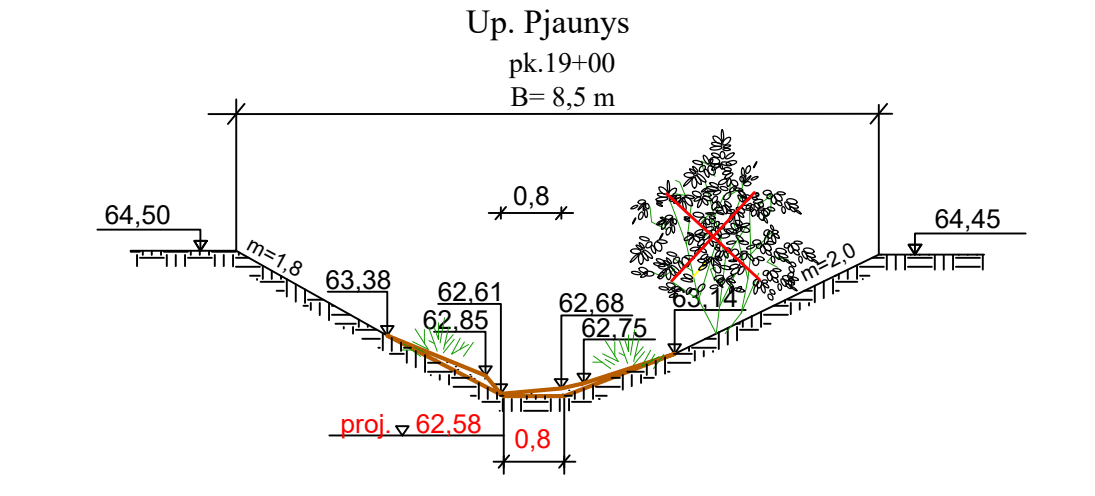 Up. Pjaunys
pk.19+00
B= 8,5 m
0,8
64,50
64,45
m=1,8
m=2,0
63,38
62,61
62,68
63,14
62,85
62,75
proj. 62,58
0,8